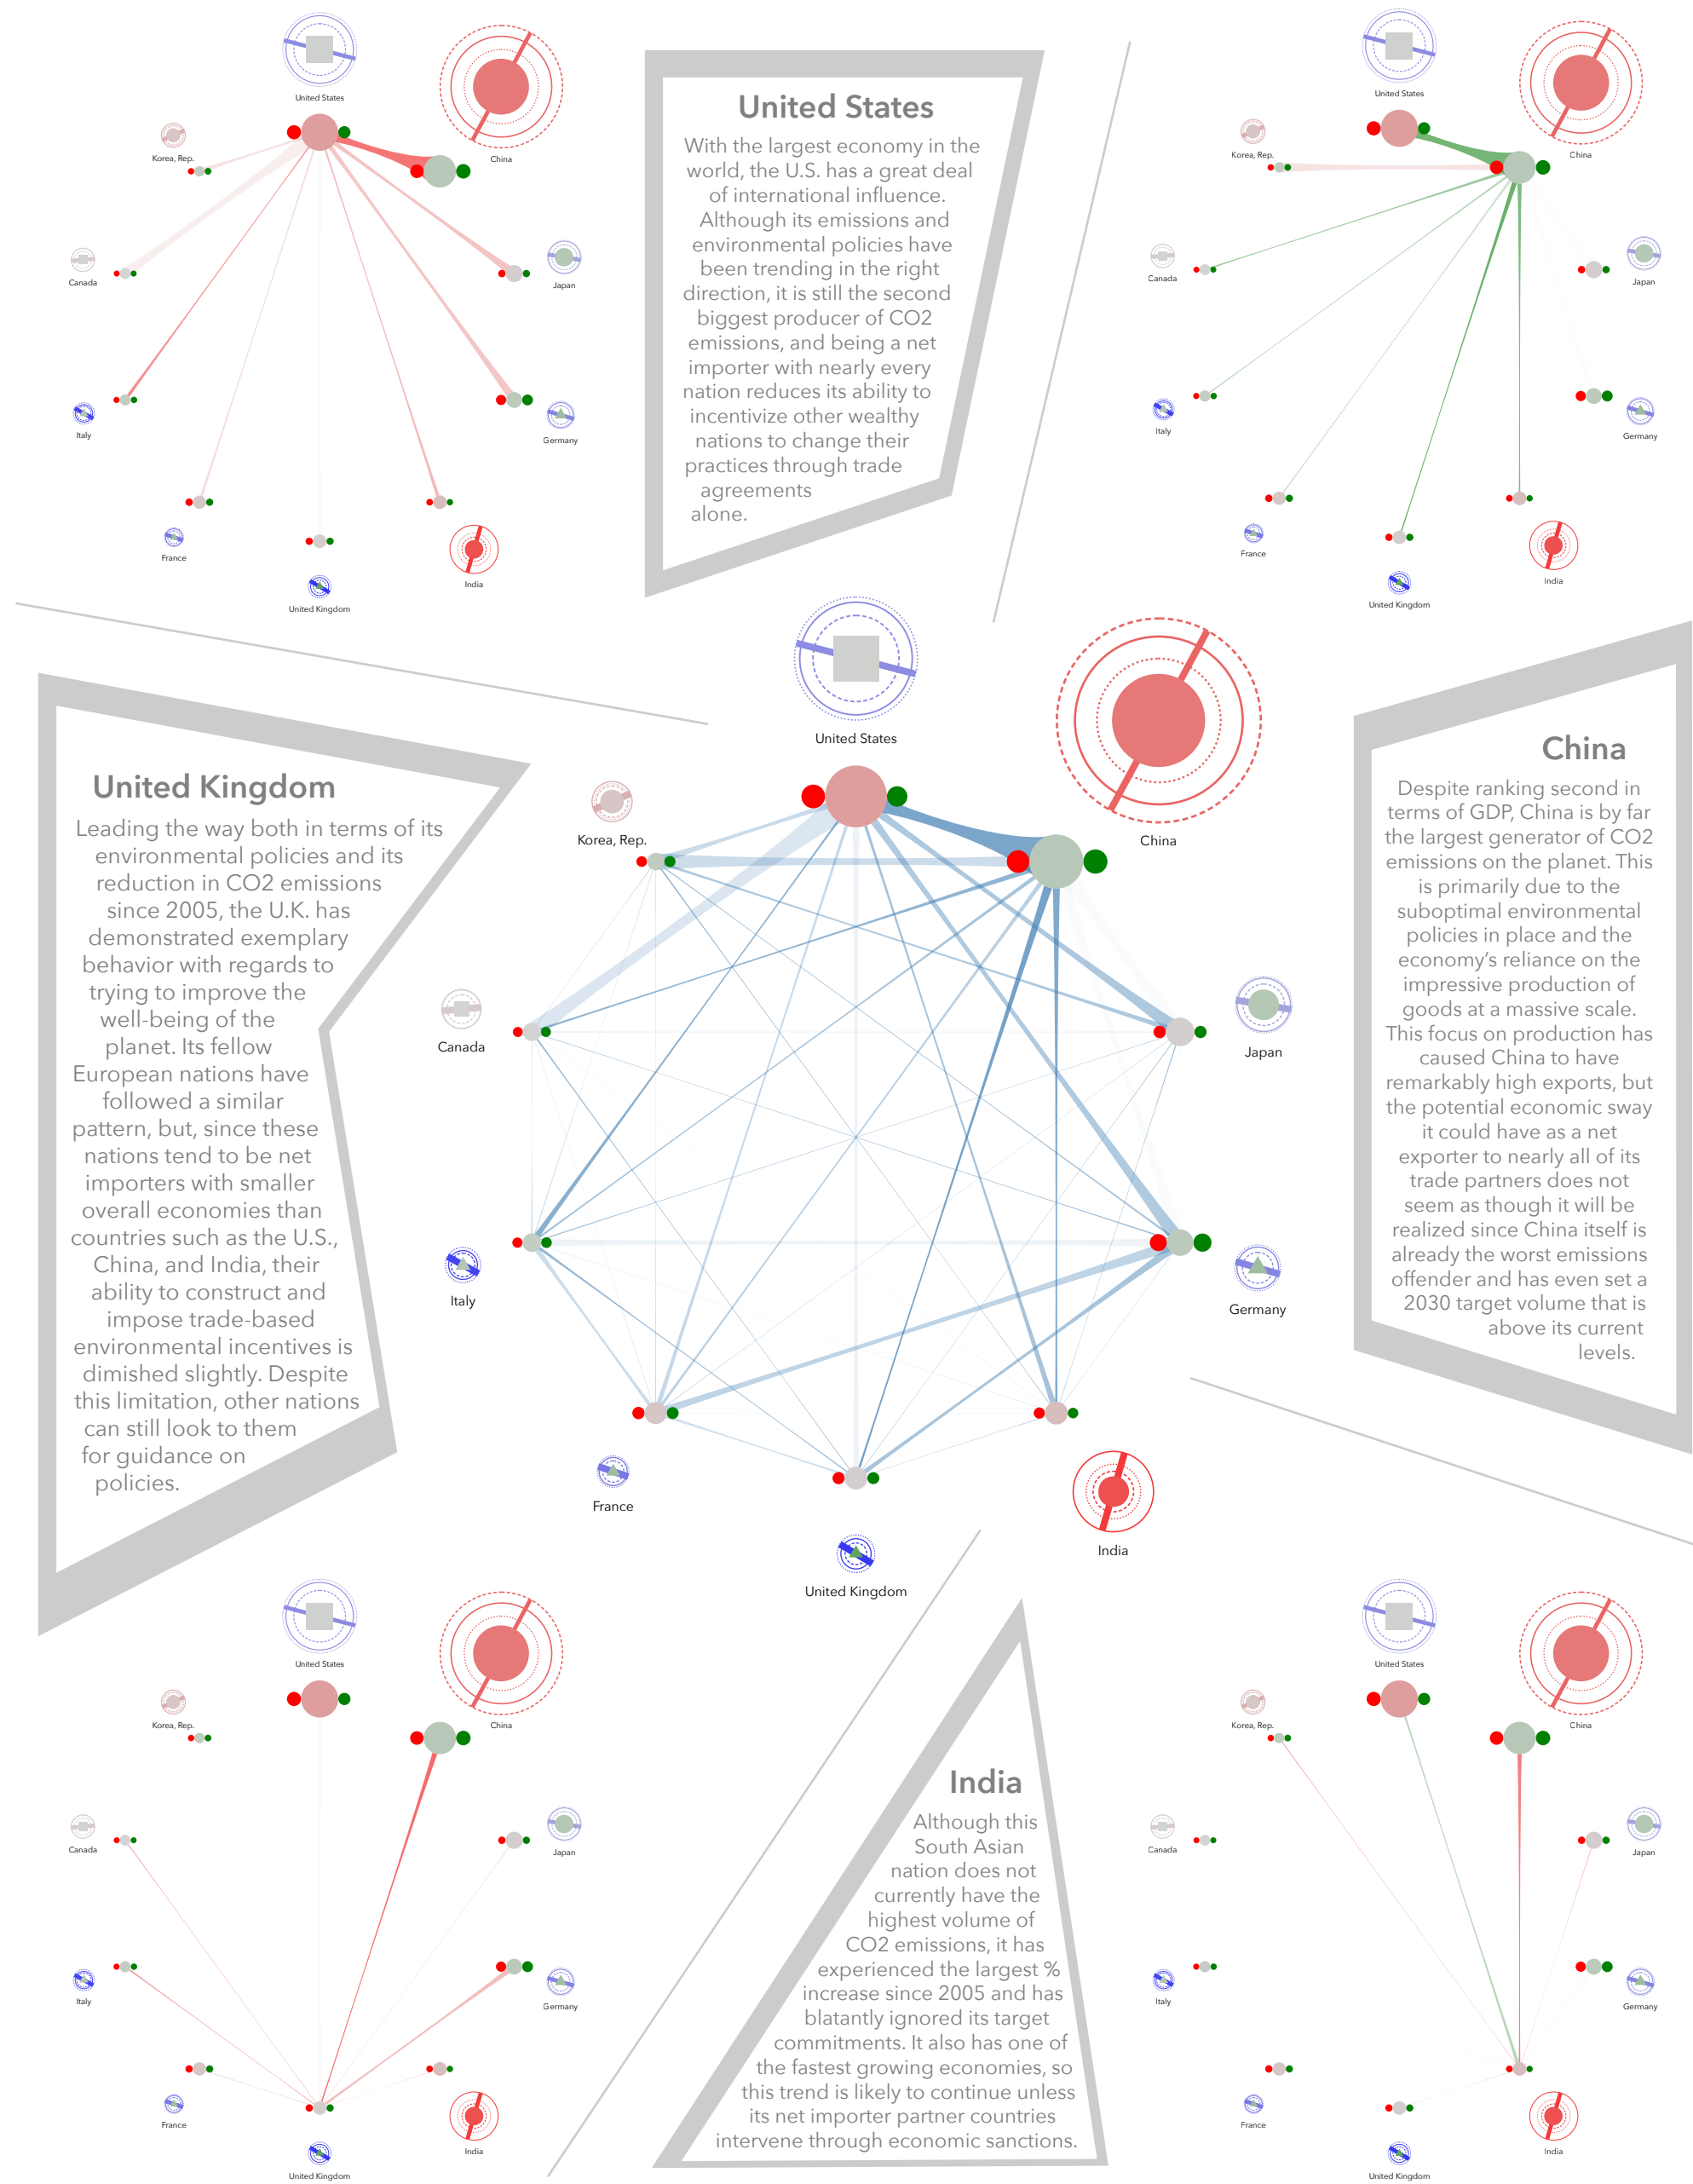 United States
China
Korea, Rep.
Canada
Japan
Italy
Germany
France
India
United Kingdom
United States
With the largest economy in the
world, the U.S. has a great deal
of international influence.
Although its emissions and
environmental policies have
been trending in the right
direction, it is still the second
biggest producer of CO2
emissions, and being a net
importer with nearly every
nation reduces its ability to
incentivize other wealthy
nations to change their
practices through trade
agreements
alone.
United States
China
Korea, Rep.
Canada
Japan
Italy
Germany
France
India
United Kingdom
United Kingdom
Leading the way both in terms of its
environmental policies and its
reduction in CO2 emissions
since 2005, the U.K. has
demonstrated exemplary
behavior with regards to
trying to improve the
well-being of the
planet. Its fellow
European nations have
followed a similar
pattern, but, since these
nations tend to be net
importers with smaller
overall economies than
countries such as the U.S.,
China, and India, their
ability to construct and
impose trade-based
environmental incentives is
dimished slightly. Despite
this limitation, other nations
can still look to them
for guidance on
policies.
United States
China
Korea, Rep.
Canada
Japan
Italy
Germany
France
India
United Kingdom
China
Despite ranking second in
terms of GDP, China is by far
the largest generator of CO2
emissions on the planet. This
is primarily due to the
suboptimal environmental
policies in place and the
economy's reliance on the
impressive production of
goods at a massive scale.
This focus on production has
caused China to have
remarkably high exports, but
the potential economic sway
it could have as a net
exporter to nearly all of its
trade partners does not
seem as though it will be
realized since China itself is
already the worst emissions
offender and has even set a
2030 target volume that is
above its current
levels.
United States
China
Korea, Rep.
Canada
Japan
Italy
Germany
France
India
United Kingdom
India
Although this
South Asian
nation does not
currently have the
highest volume of
CO2 emissions, it has
experienced the largest %
increase since 2005 and has
blatantly ignored its target
commitments. It also has one of
the fastest growing economies, so
this trend is likely to continue unless
its net importer partner countries
intervene through economic sanctions.
United States
China
Korea, Rep.
Canada
Japan
Italy
Germany
France
India
United Kingdom